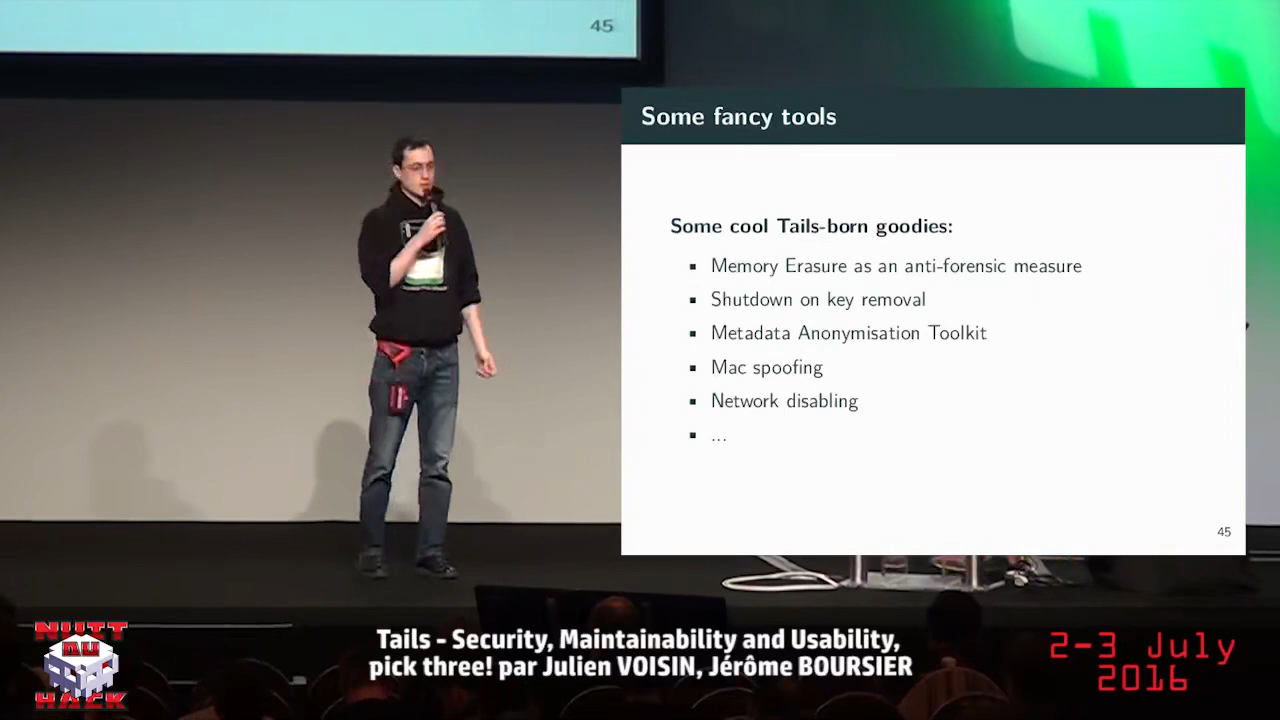 45
Some fancy tools
Some cool Tails-born goodies:
▪ Memory Erasure as an anti-forensic measure
▪ Shutdown on key removal
▪ Metadata Anonymisation Toolkit
▪ Mac spoofing
▪ Network disabling
▪ ...
45
NUIT
DU
HACK
Tails - Security, Maintainability and Usability,
pick three! par Julien VOISIN, Jérôme BOURSIER
2-3 July
2016